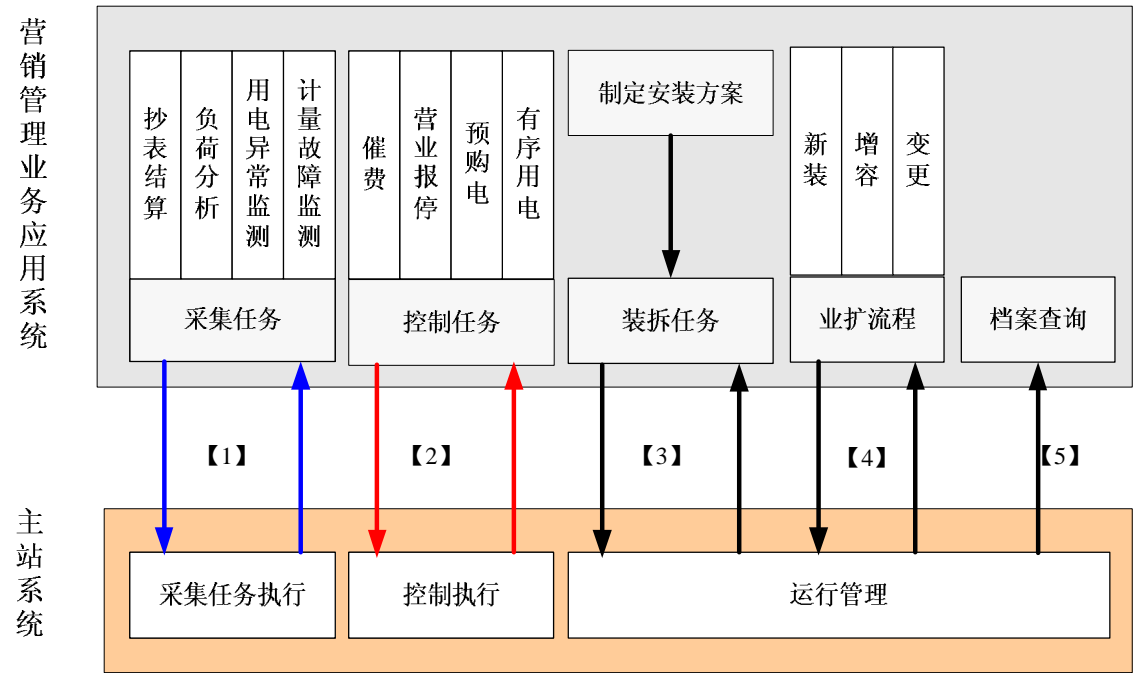 营销管理业务应用系统
抄表结算
负荷分析
用电异常监测
计量故障监测
采集任务
催费
营业报停
预购电
有序用电
控制任务
制定安装方案
装拆任务
新装
增容
变更
业扩流程
档案查询
【1】
【2】
【3】
【4】
【5】
主站系统
采集任务执行
控制执行
运行管理